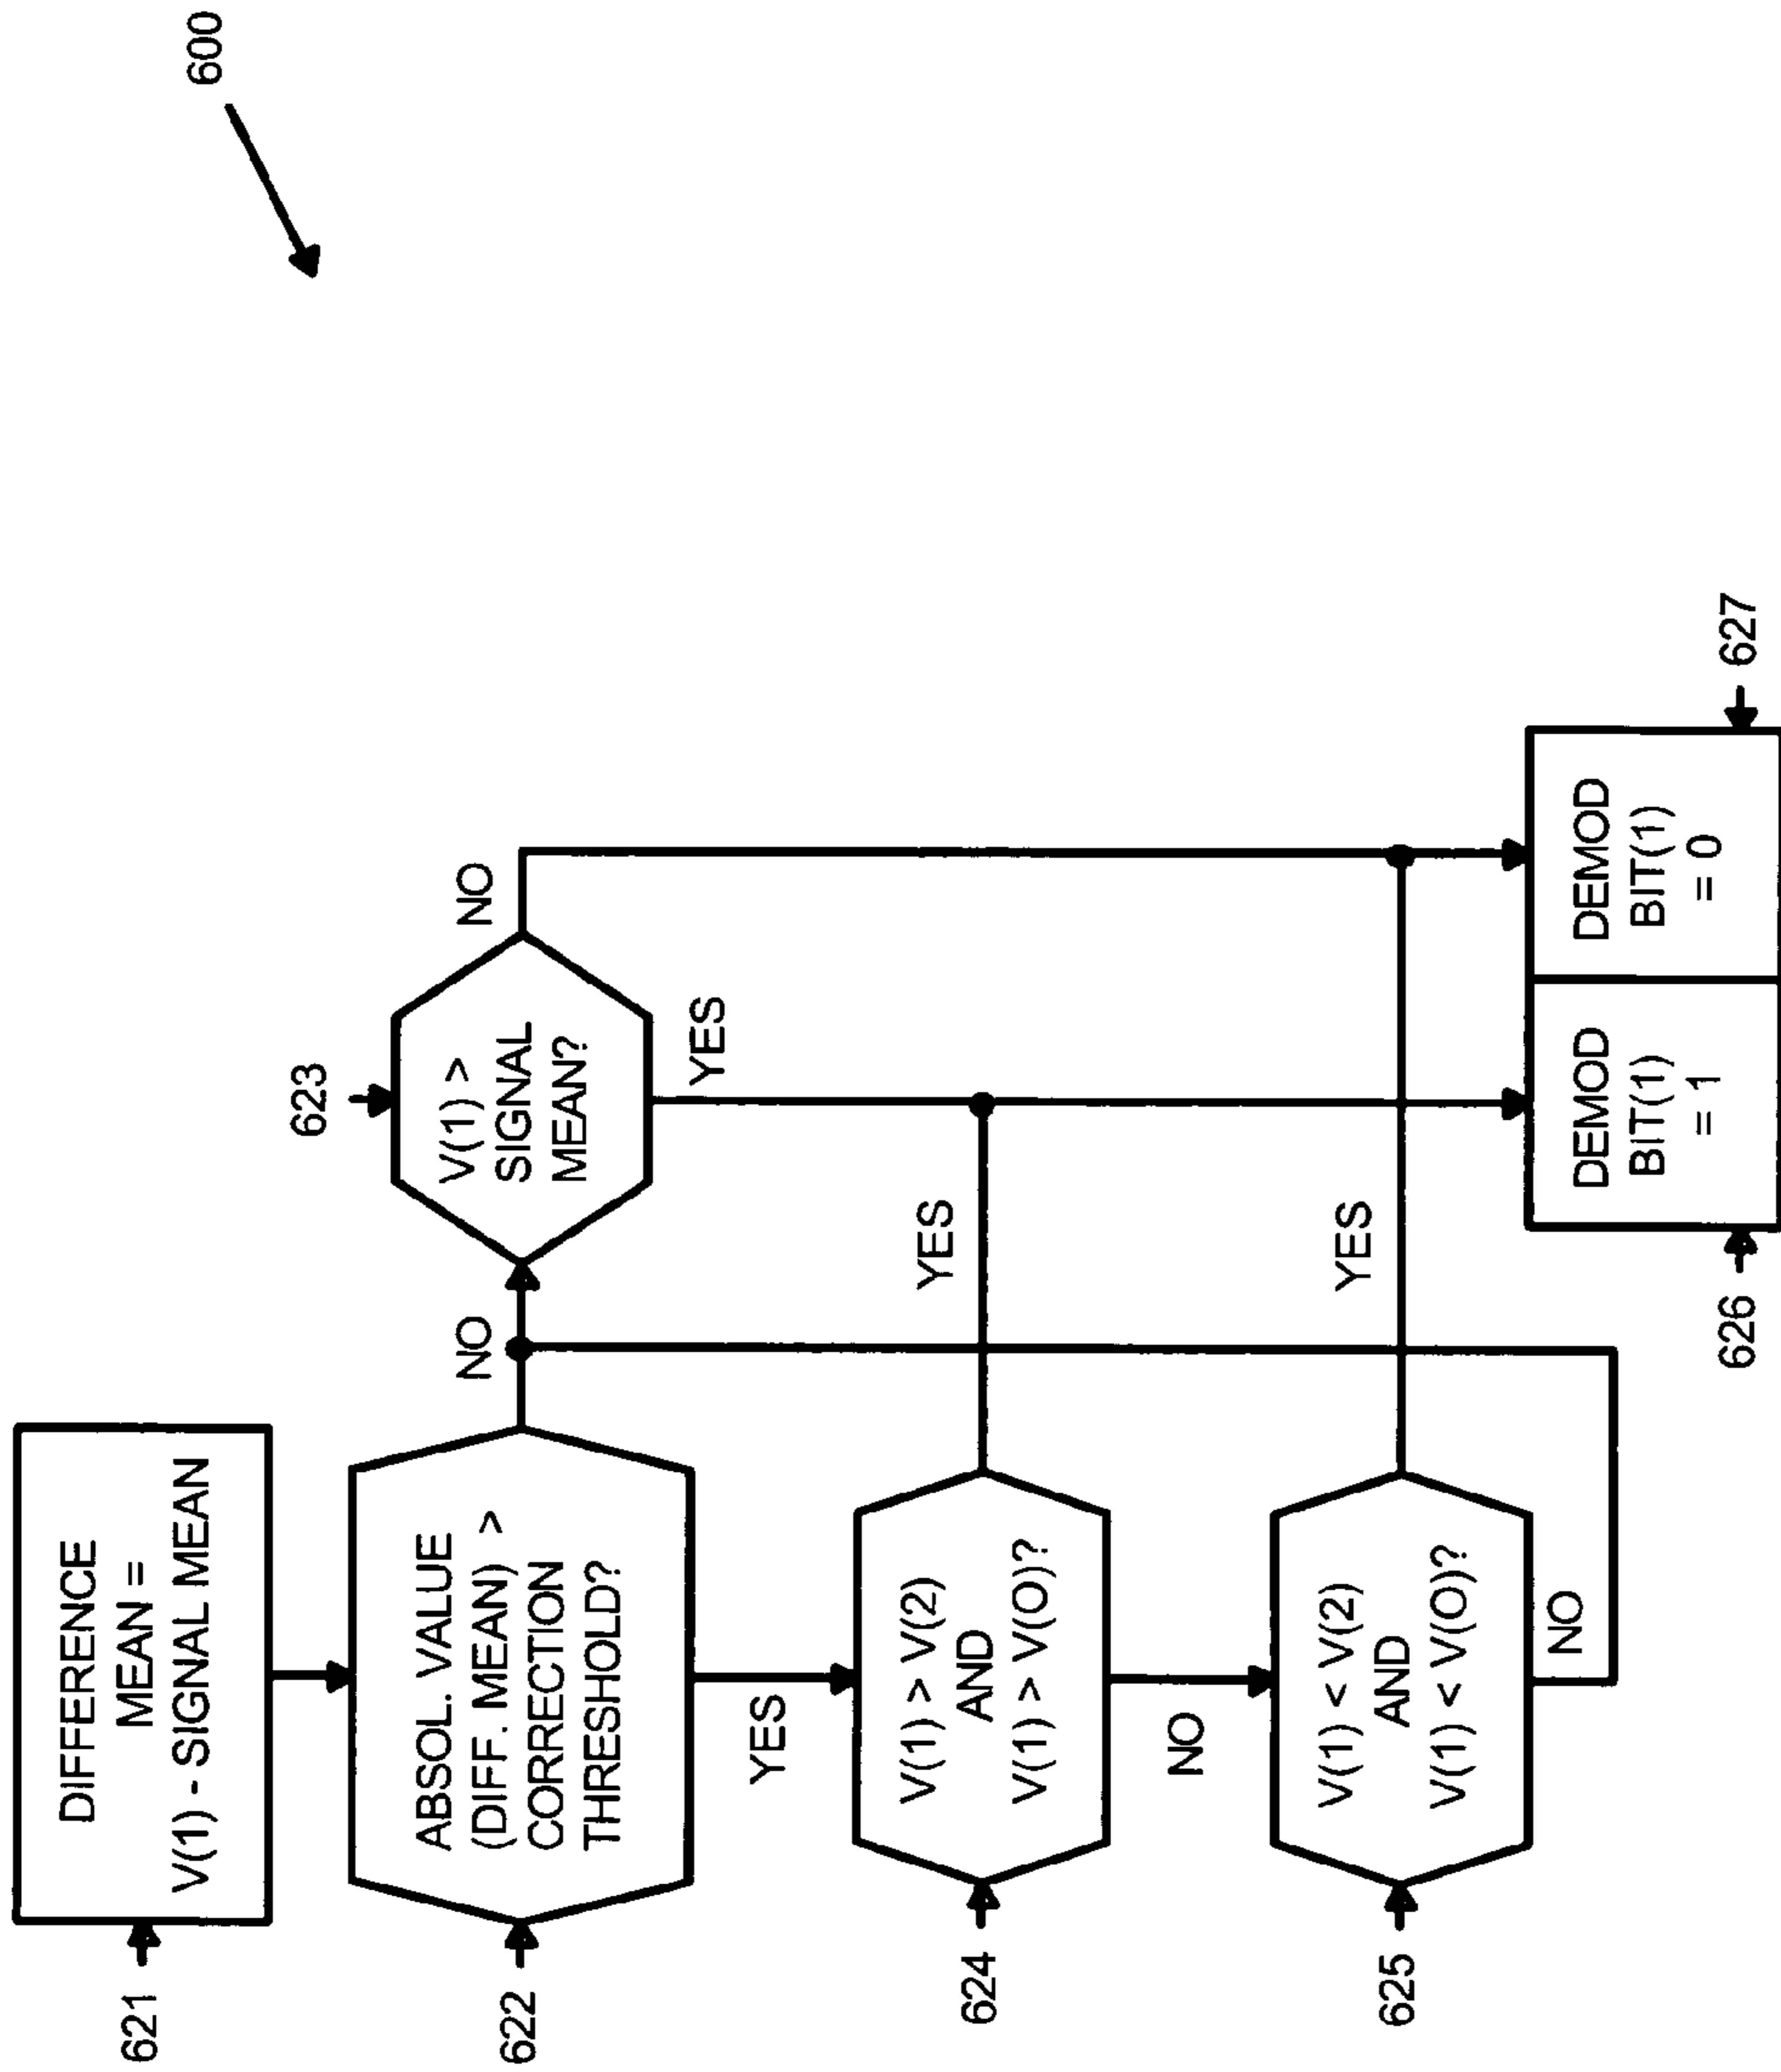 600
621
DIFFERENCE
MEAN =
V(1) - SIGNAL MEAN
622
ABSOL. VALUE
(DIFF. MEAN) >
CORRECTION
THRESHOLD?
NO
YES
623
V(1) >
SIGNAL
MEAN?
NO
YES
624
V(1) > V(2)
AND
V(1) > V(O)?
YES
NO
625
V(1) < V(2)
AND
V(1) < V(O)?
YES
NO
626
DEMOD
BIT(1)
= 1
DEMOD
BIT(1)
= 0
627